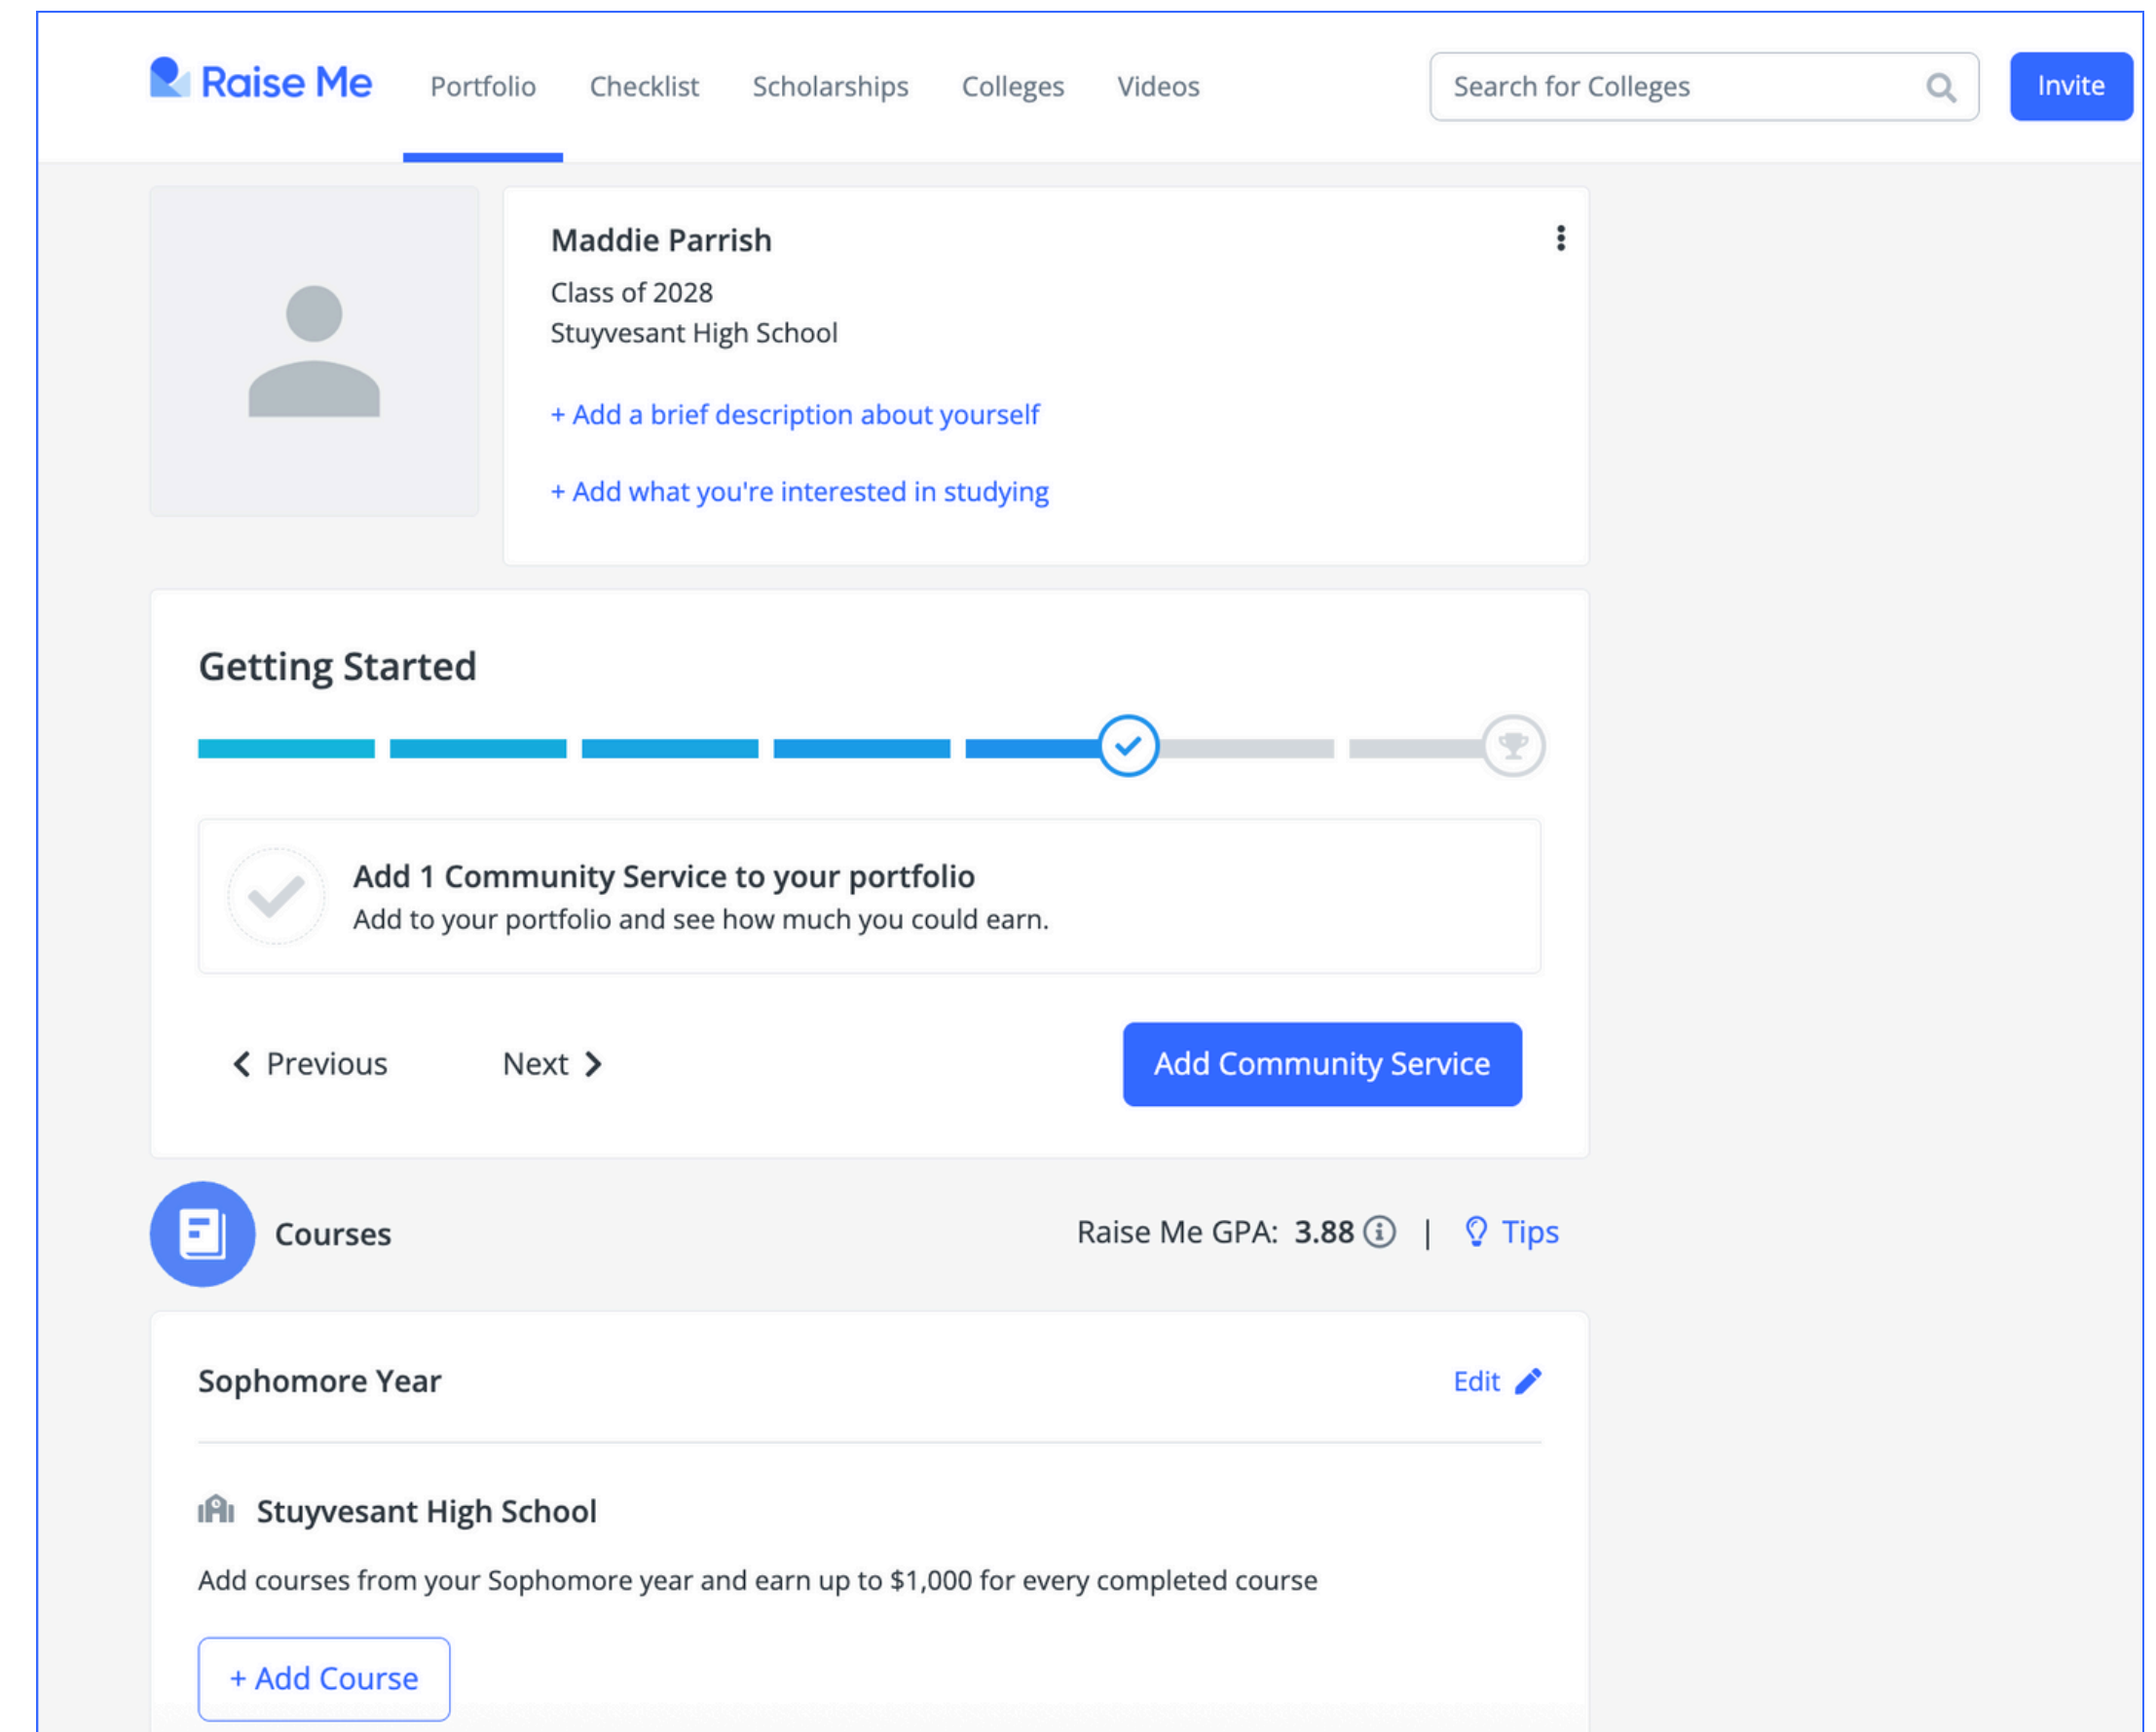 Raise Me
Portfolio
Checklist
Scholarships
Colleges
Videos
Search for Colleges
Invite
Maddie Parrish
Class of 2028
Stuyvesant High School
+ Add a brief description about yourself
+ Add what you're interested in studying
Getting Started
Add 1 Community Service to your portfolio
Add to your portfolio and see how much you could earn.
Previous
Next
Add Community Service
Courses
Raise Me GPA: 3.88 | Tips
Sophomore Year
Edit
Stuyvesant High School
Add courses from your Sophomore year and earn up to $1,000 for every completed course
+ Add Course